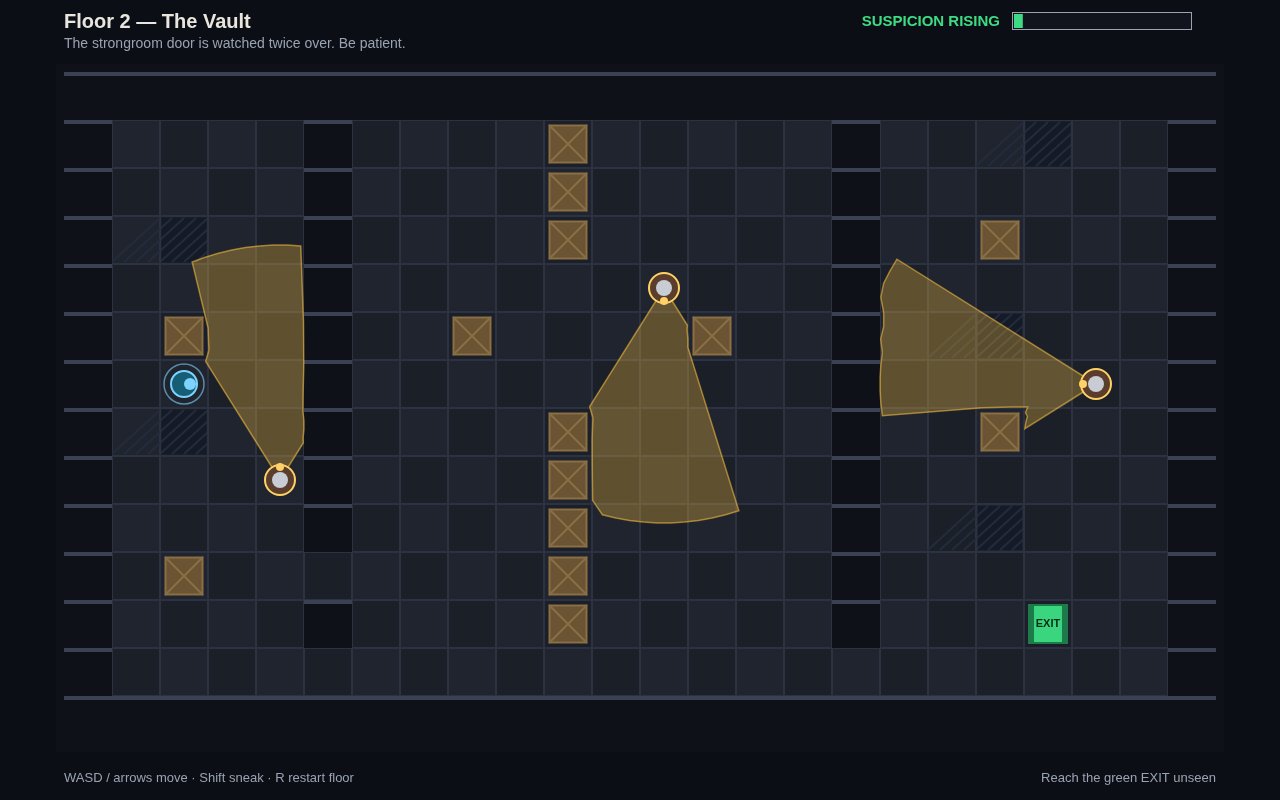 Floor 2 — The Vault
SUSPICION RISING
The strongroom door is watched twice over. Be patient.
EXIT
WASD / arrows move · Shift sneak · R restart floor
Reach the green EXIT unseen